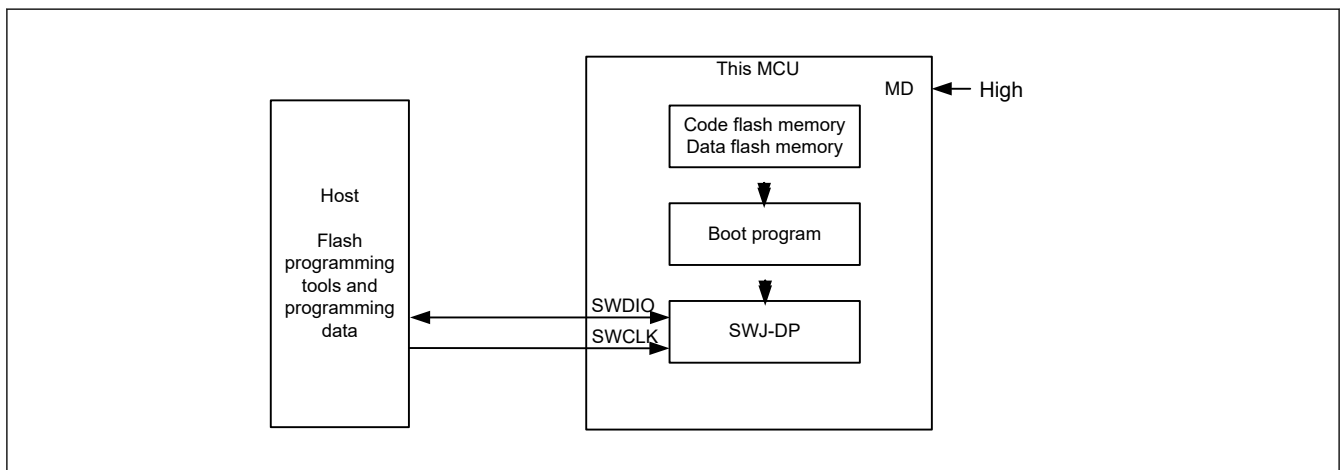 This MCU
MD
High
Code flash memory
Data flash memory
Host
Flash
programming
tools and
programming
data
Boot program
SWDIO
SWJ-DP
SWCLK